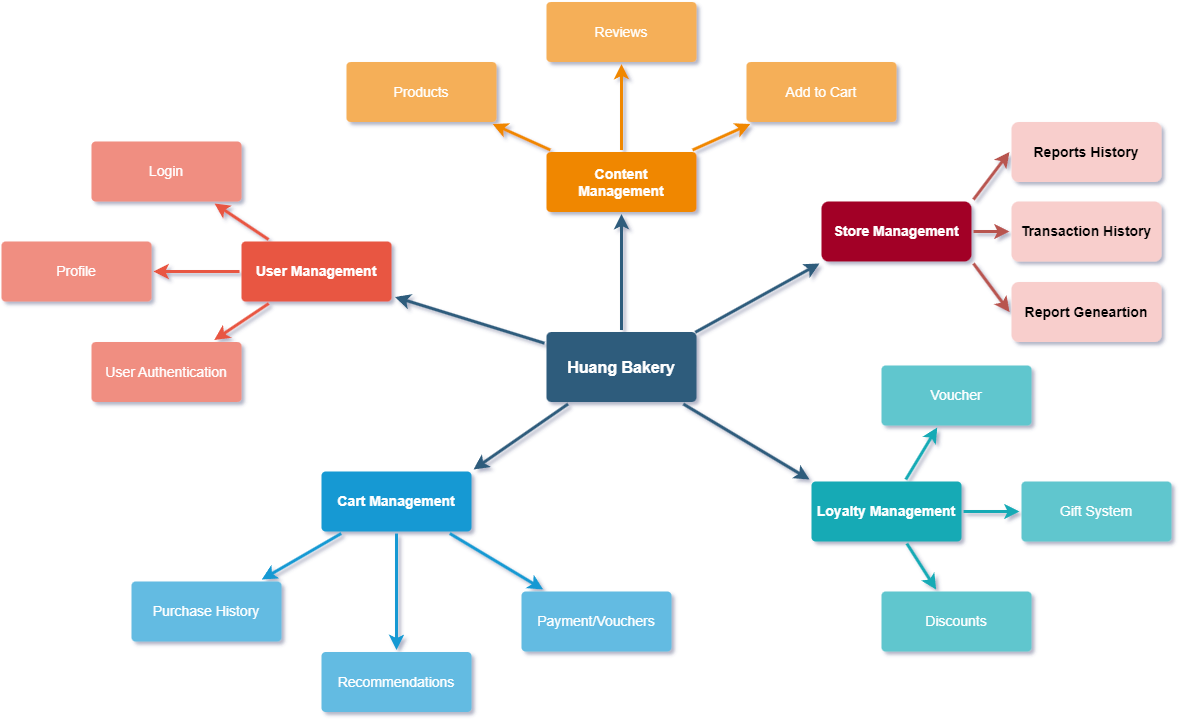 Reviews
Products
Add to Cart
Reports History
Login
Content
Management
Store Management
Transaction History
Profile
User Management
Report Geneartion
User Authentication
Huang Bakery
Voucher
Cart Management
Loyalty Management
Gift System
Purchase History
Payment/Vouchers
Discounts
Recommendations